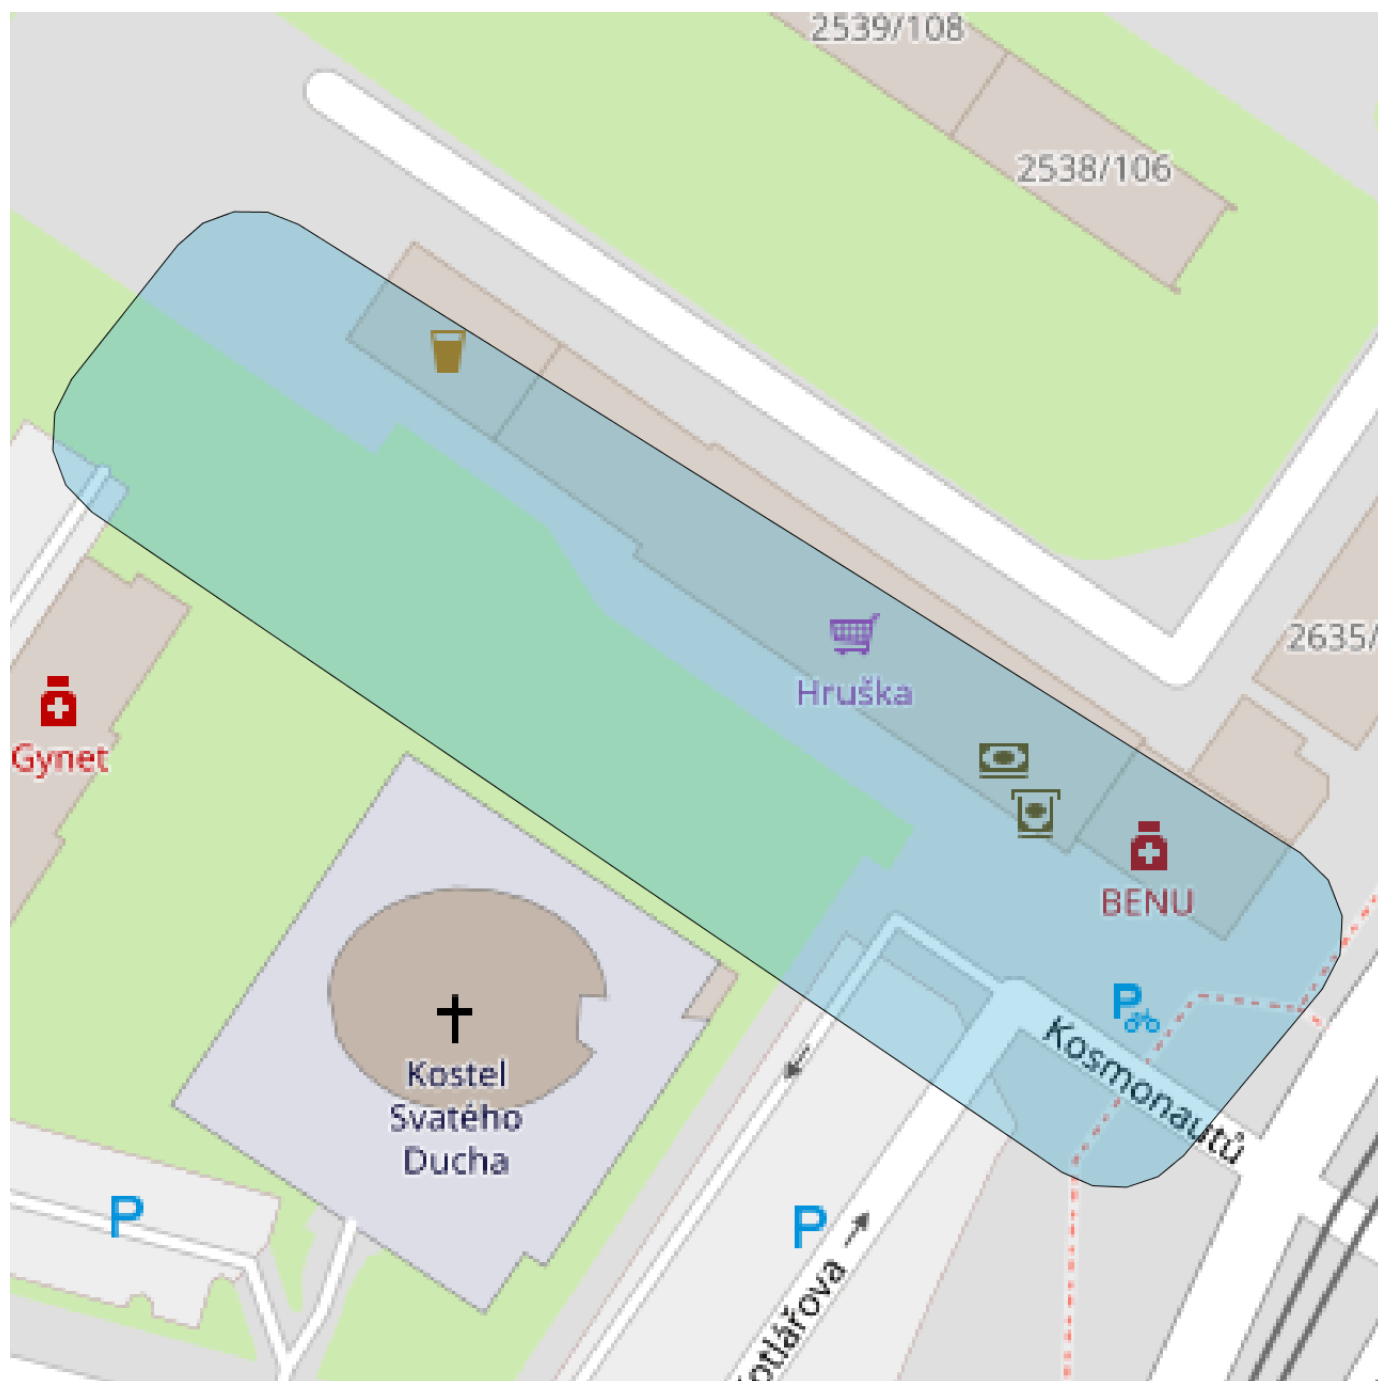 2539/108
2538/106
2635/
Hruška
Gynet
BENU
Kosmonautů
Kostel
Svatého
Ducha
P
P
P
otlářova